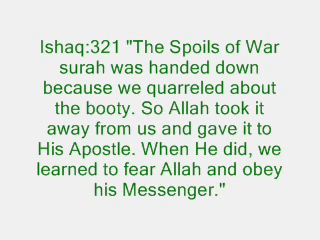 Ishaq:321 "The Spoils of War
surah was handed down
because we quarreled about
the booty. So Allah took it
away from us and gave it to
His Apostle. When He did, we
learned to fear Allah and obey
his Messenger."